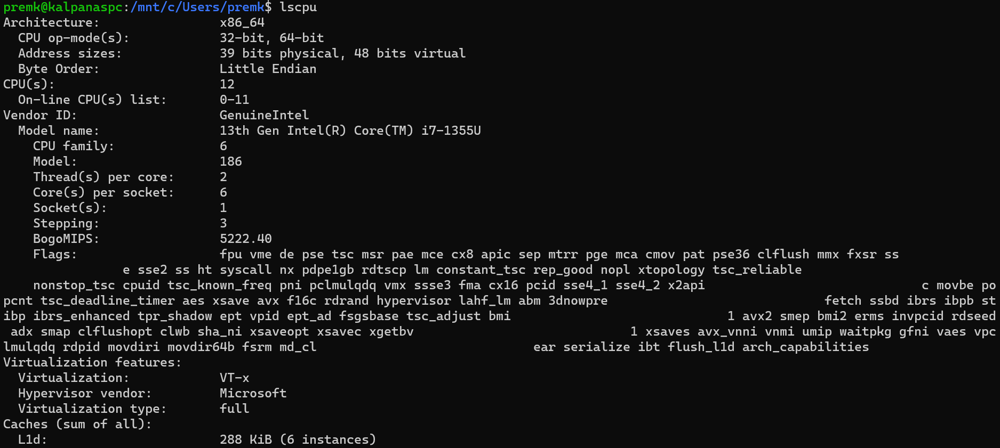 premk@kalpanaspc:/mnt/c/Users/premk$ lscpu
Architecture: x86_64
CPU op-mode(s): 32-bit, 64-bit
Address sizes: 39 bits physical, 48 bits virtual
Byte Order: Little Endian
CPU(s): 12
On-line CPU(s) list: 0-11
Vendor ID: GenuineIntel
Model name: 13th Gen Intel(R) Core(TM) i7-1355U
CPU family: 6
Model: 186
Thread(s) per core: 2
Core(s) per socket: 6
Socket(s): 1
Stepping: 3
BogoMIPS: 5222.40
Flags: fpu vme de pse tsc msr pae mce cx8 apic sep mtrr pge mca cmov pat pse36 clflush mmx fxsr ss
e sse2 ss ht syscall nx pdpe1gb rdtscp lm constant_tsc rep_good nopl xtopology tsc_reliable
nonstop_tsc cpuid tsc_known_freq pni pclmulqdq vmx ssse3 fma cx16 pcid sse4_1 sse4_2 x2api c movbe po
pcnt tsc_deadline_timer aes xsave avx f16c rdrand hypervisor lahf_lm abm 3dnowpre fetch ssbd ibrs ibpb st
ibp ibrs_enhanced tpr_shadow ept vpid ept_ad fsgsbase tsc_adjust bmi 1 avx2 smep bmi2 erms invpcid rdseed
adx smap clflushopt clwb sha_ni xsaveopt xsavec xgetbv 1 xsaves avx_vnni vnmi umip waitpkg gfni vaes vpc
lmulqdq rdpid movdiri movdir64b fsrm md_cl ear serialize ibt flush_l1d arch_capabilities
Virtualization features:
Virtualization: VT-x
Hypervisor vendor: Microsoft
Virtualization type: full
Caches (sum of all):
L1d: 288 KiB (6 instances)